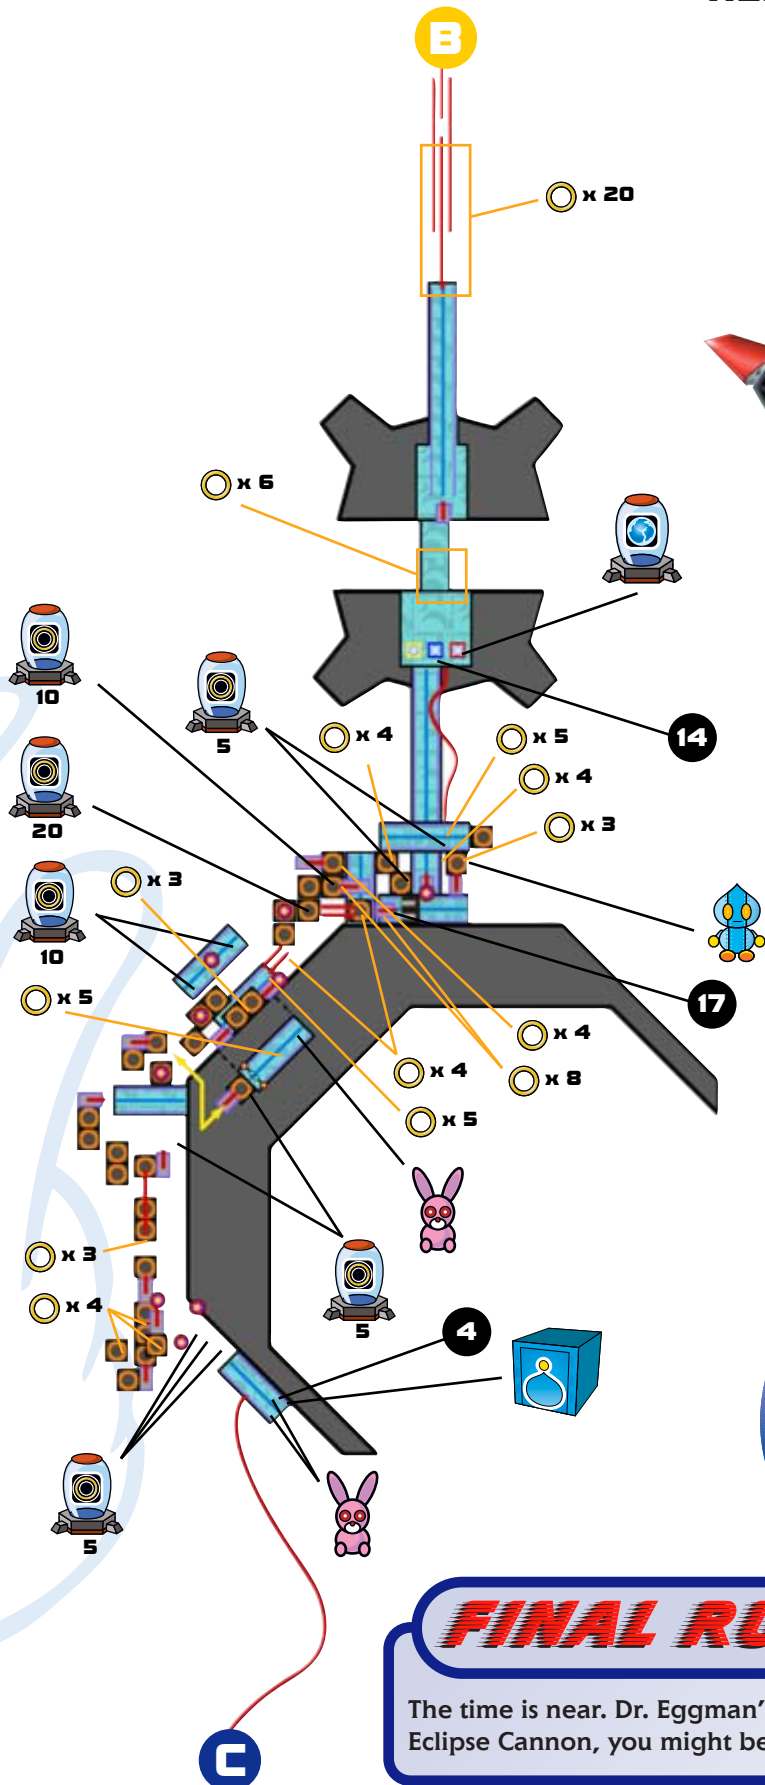 B
x 20
x 6
10
5
x 4
x 5
14
20
x 4
x 3
x 3
10
x 5
17
x 4
x 4
x 8
x 5
x 3
5
x 4
4
5
FINAL
The time is near. Dr. Eggman'
Eclipse Cannon, you might be
C